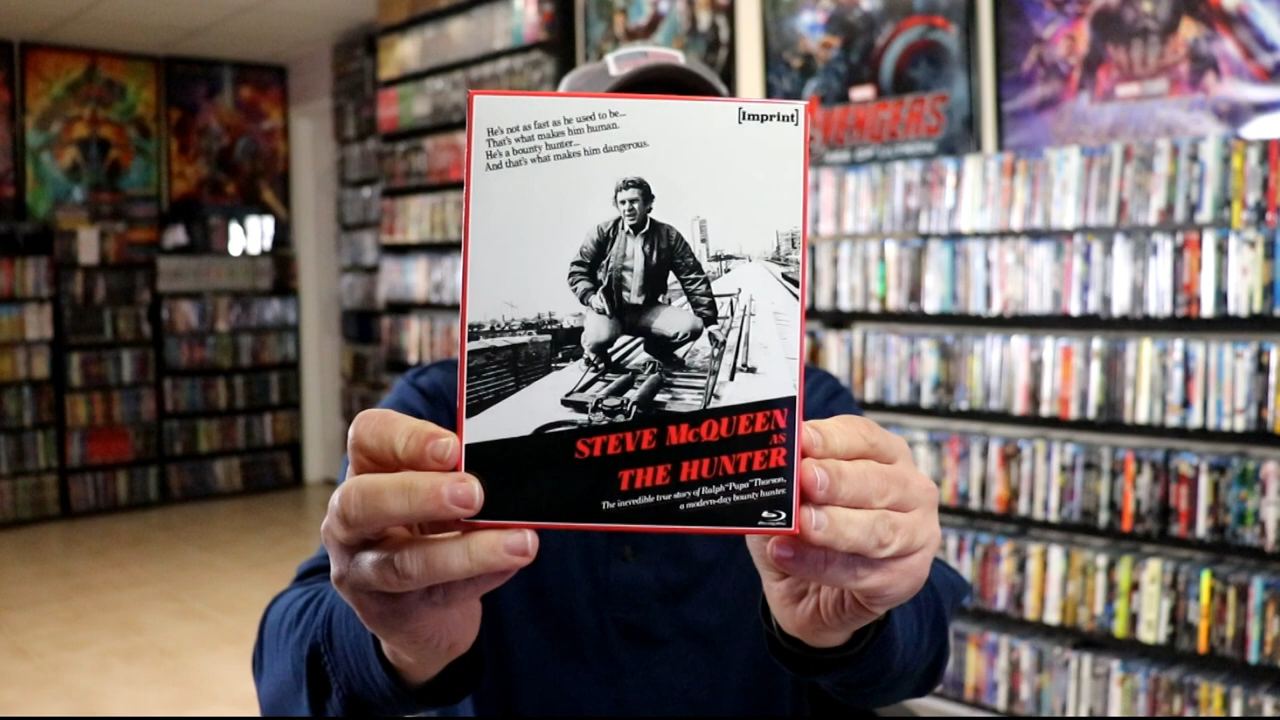 He's not as fast as he used to be...
That's what makes him human.
He's a bounty hunter...
And that's what makes him dangerous.
[Imprint]
STEVE McQUEEN
AS
THE HUNTER
The incredible true story of Ralph "Papa" Thorson,
a modern-day bounty hunter.
AVENGERS